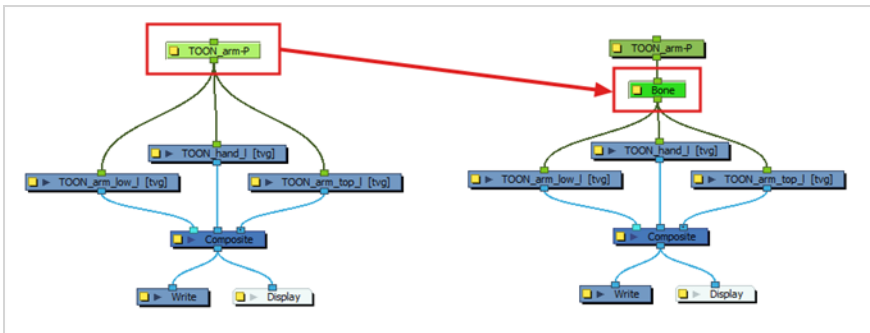 TOON_arm-P
TOON_hand_l [tvg]
TOON_arm_low_l [tvg]
TOON_arm_top_l [tvg]
Composite
Write
Display
TOON_arm-P
Bone
TOON_hand_l [tvg]
TOON_arm_low_l [tvg]
TOON_arm_top_l [tvg]
Composite
Write
Display